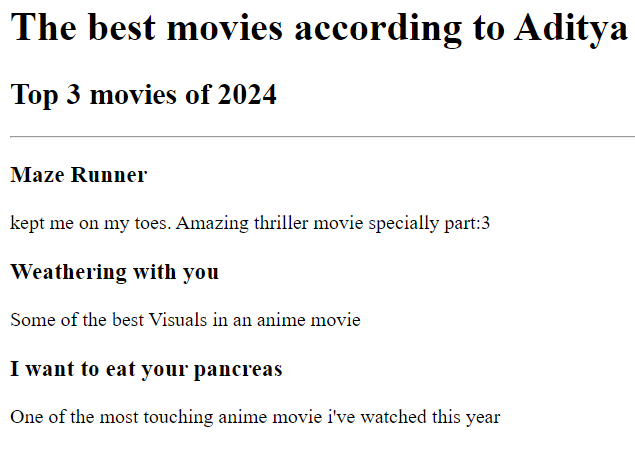 The best movies according to Aditya
Top 3 movies of 2024
Maze Runner
kept me on my toes. Amazing thriller movie specially part:3
Weathering with you
Some of the best Visuals in an anime movie
I want to eat your pancreas
One of the most touching anime movie i've watched this year